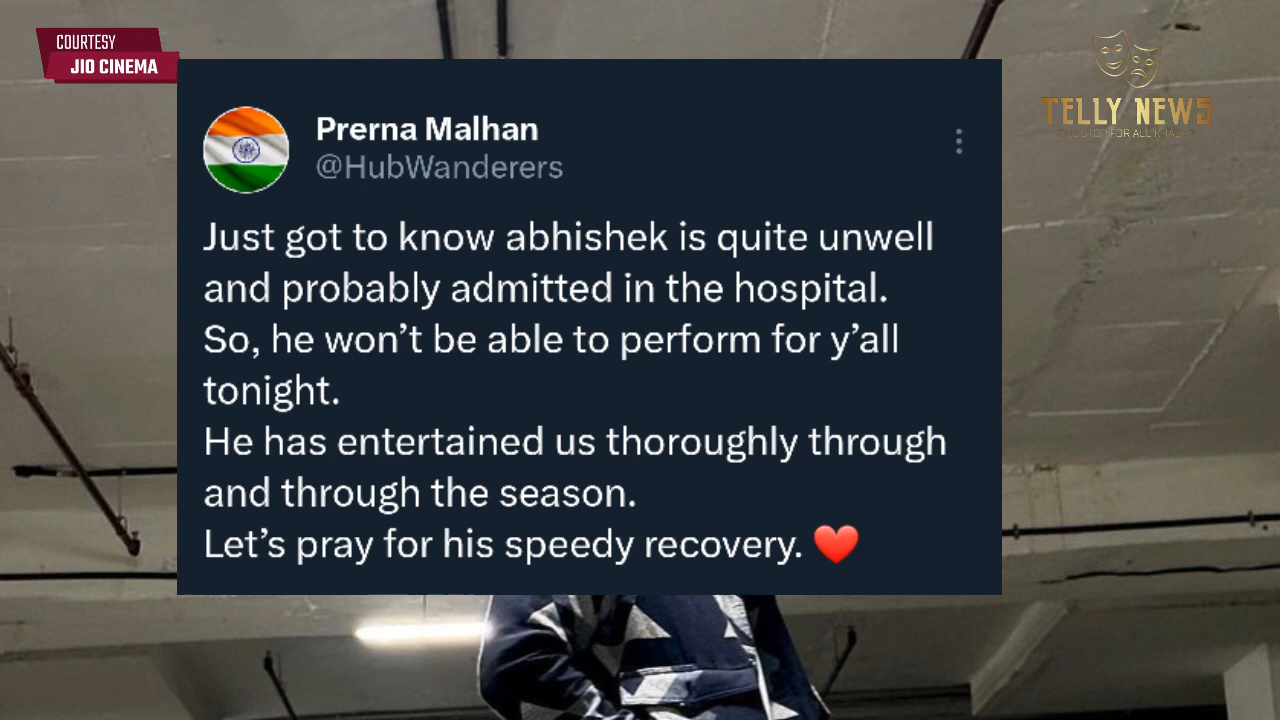 COURTESY
JIO CINEMA
TELLY NEWS
Prerna Malhan
@HubWanderers
Just got to know abhishek is quite unwell
and probably admitted in the hospital.
So, he won’t be able to perform for y’all
tonight.
He has entertained us thoroughly through
and through the season.
Let’s pray for his speedy recovery. ❤️